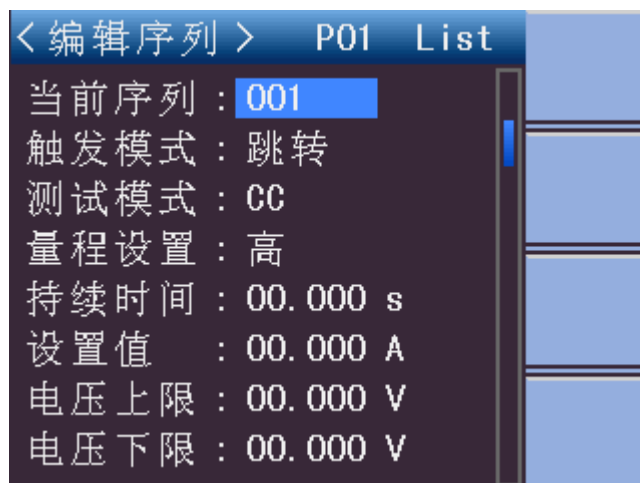 <编辑序列> P01 List
当前序列:001
触发模式:跳转
测试模式:CC
量程设置:高
持续时间:00.000 s
设置值 :00.000 A
电压上限:00.000 V
电压下限:00.000 V